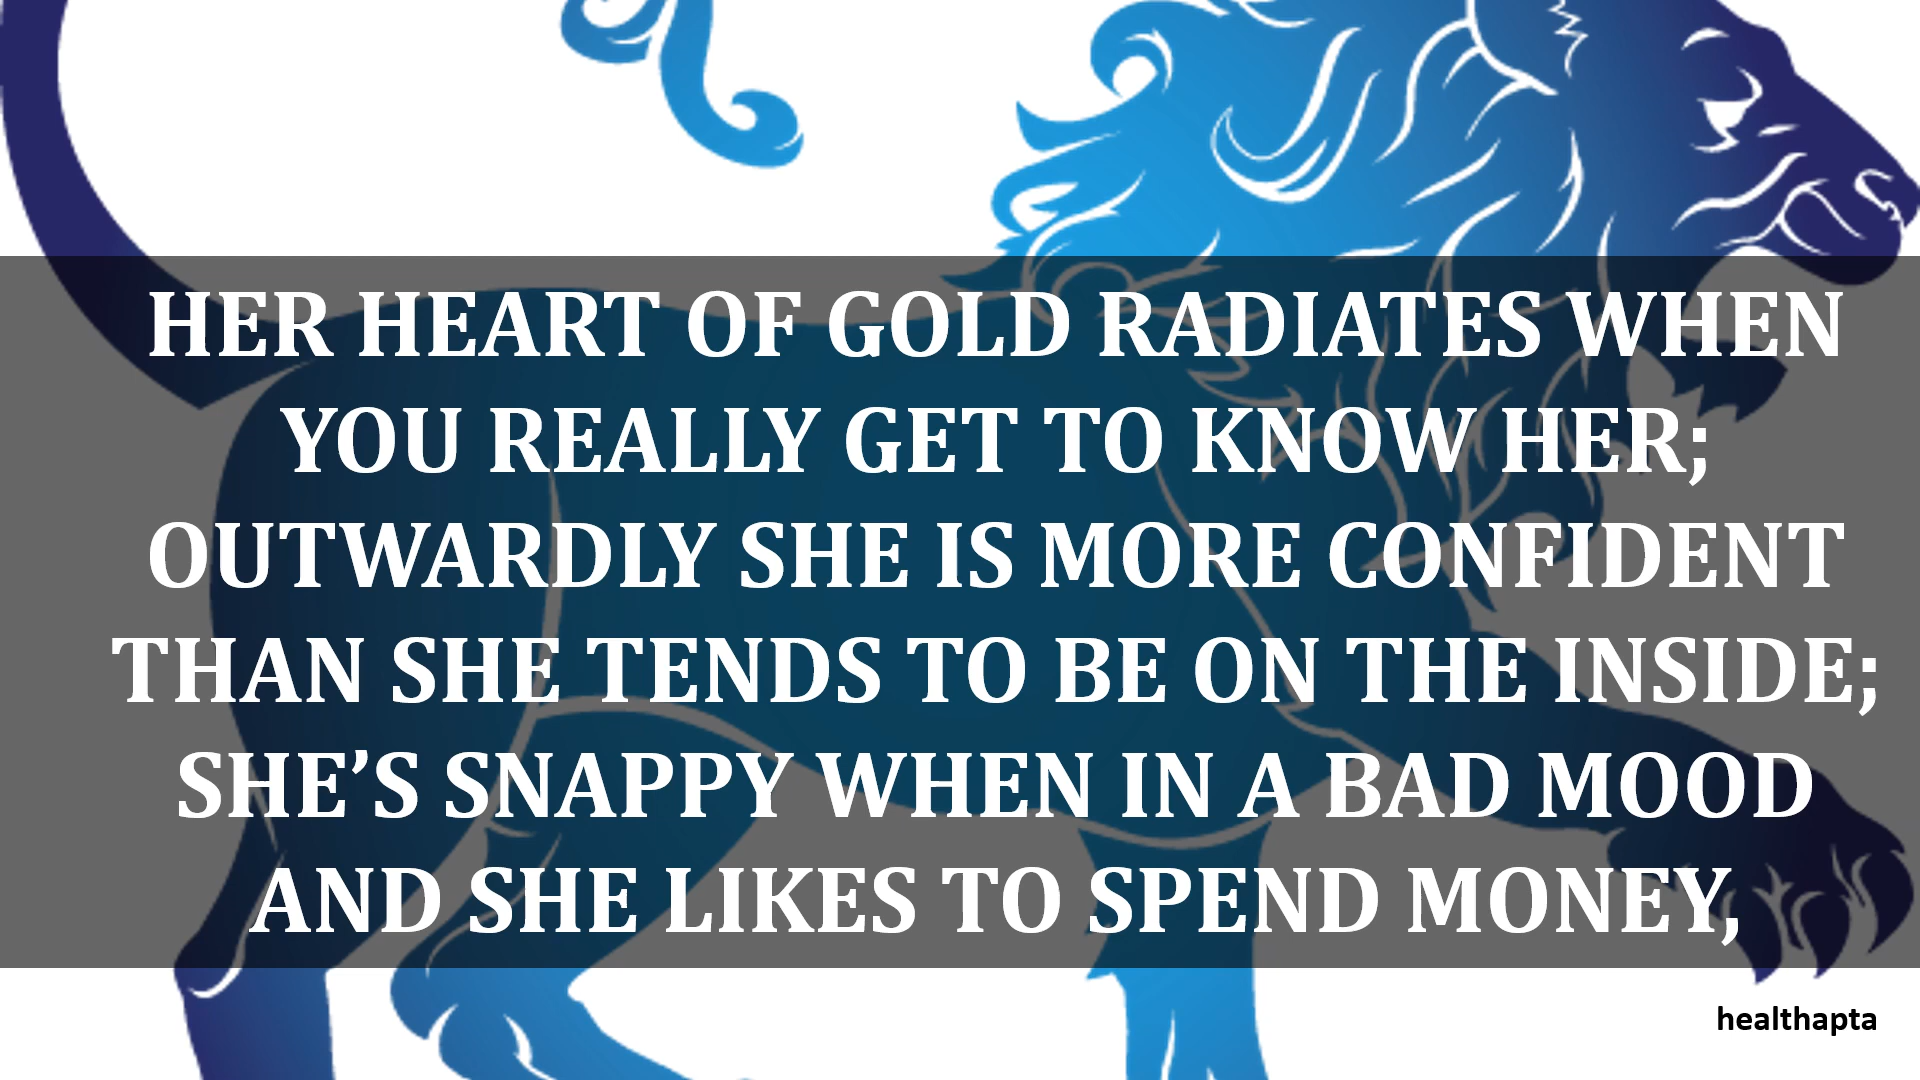 HER HEART OF GOLD RADIATES WHEN
YOU REALLY GET TO KNOW HER;
OUTWARDLY SHE IS MORE CONFIDENT
THAN SHE TENDS TO BE ON THE INSIDE;
SHE’S SNAPPY WHEN IN A BAD MOOD
AND SHE LIKES TO SPEND MONEY,
healthapta